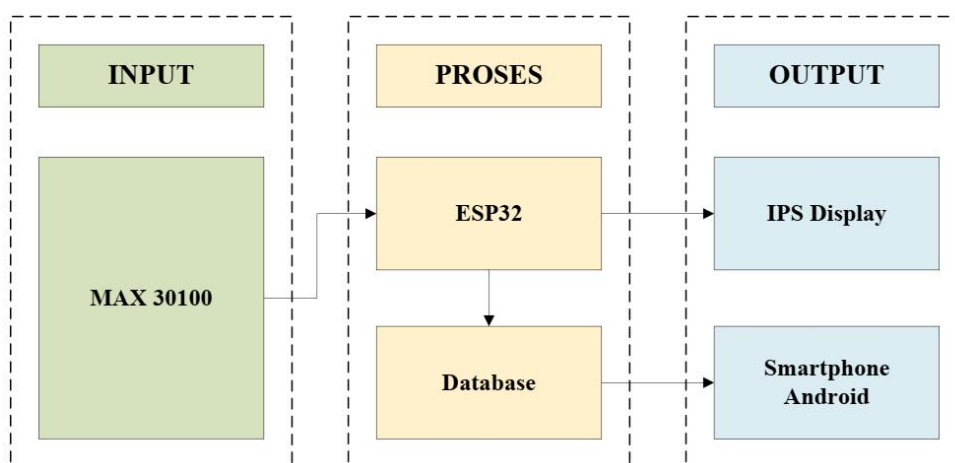 INPUT
PROSES
OUTPUT
MAX 30100
ESP32
IPS Display
Database
Smartphone
Android